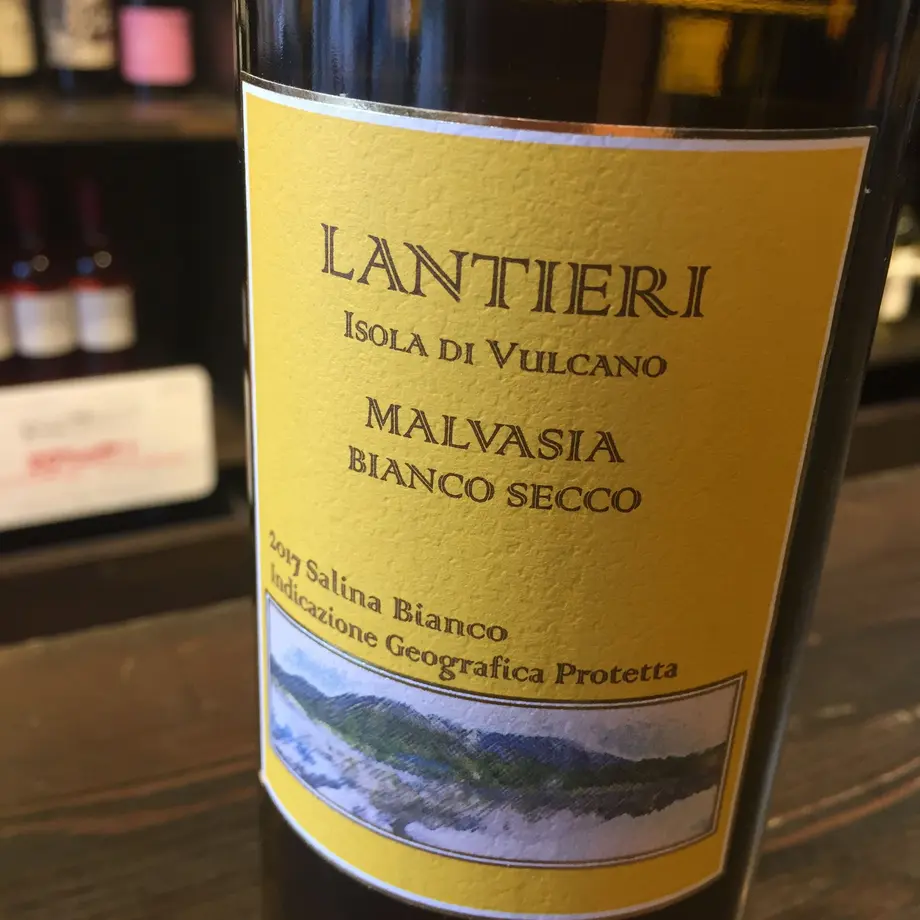 LANTIERI
ISOLA DI VULCANO
MALVASIA
BIANCO SECCO
2017 Salina Bianco
Indicazione Geografica Protetta